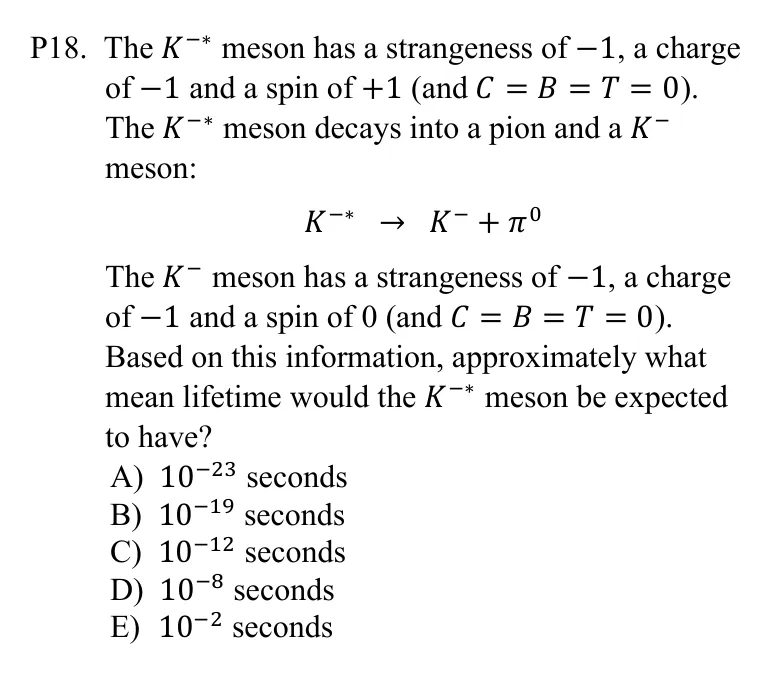 P18. The K⁻* meson has a strangeness of −1, a charge
of −1 and a spin of +1 (and C = B = T = 0).
The K⁻* meson decays into a pion and a K⁻
meson:
K⁻* → K⁻ + π⁰
The K⁻ meson has a strangeness of −1, a charge
of −1 and a spin of 0 (and C = B = T = 0).
Based on this information, approximately what
mean lifetime would the K⁻* meson be expected
to have?
A) 10⁻²³ seconds
B) 10⁻¹⁹ seconds
C) 10⁻¹² seconds
D) 10⁻⁸ seconds
E) 10⁻² seconds